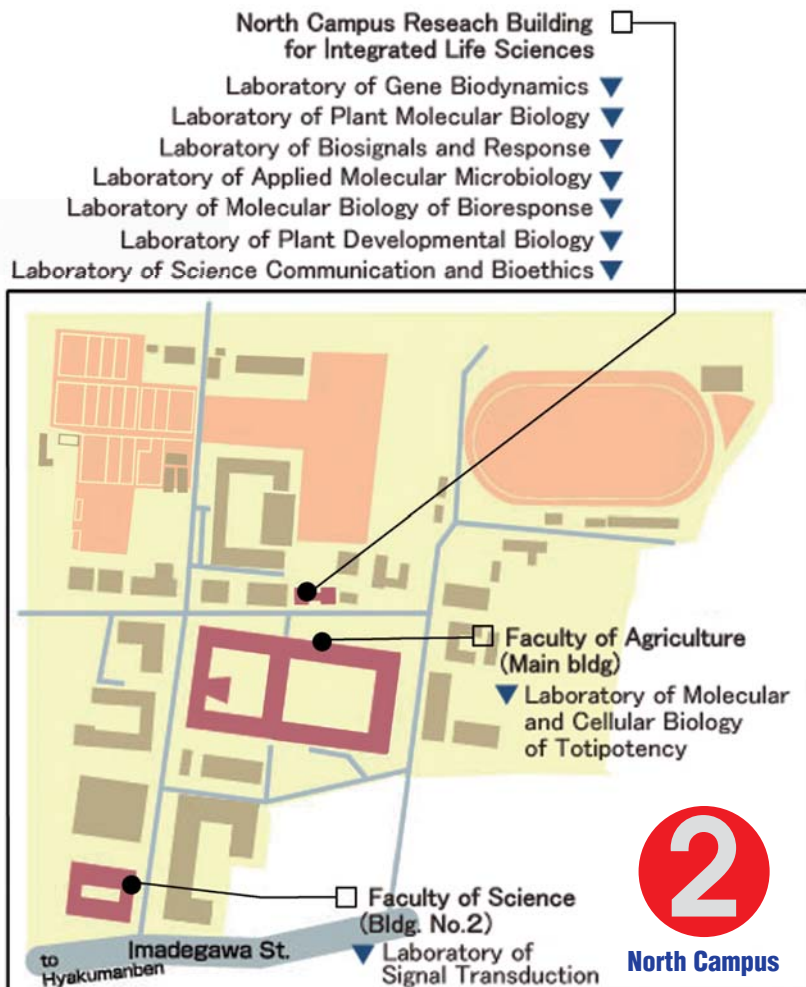 North Campus Reseach Building
for Integrated Life Sciences
Laboratory of Gene Biodynamics
Laboratory of Plant Molecular Biology
Laboratory of Biosignals and Response
Laboratory of Applied Molecular Microbiology
Laboratory of Molecular Biology of Bioresponse
Laboratory of Plant Developmental Biology
Laboratory of Science Communication and Bioethics
Faculty of Agriculture
(Main bldg)
Laboratory of Molecular
and Cellular Biology
of Totipotency
Faculty of Science
(Bldg. No.2)
Laboratory of
Signal Transduction
Imadegawa St.
to
Hyakumanben
2
North Campus